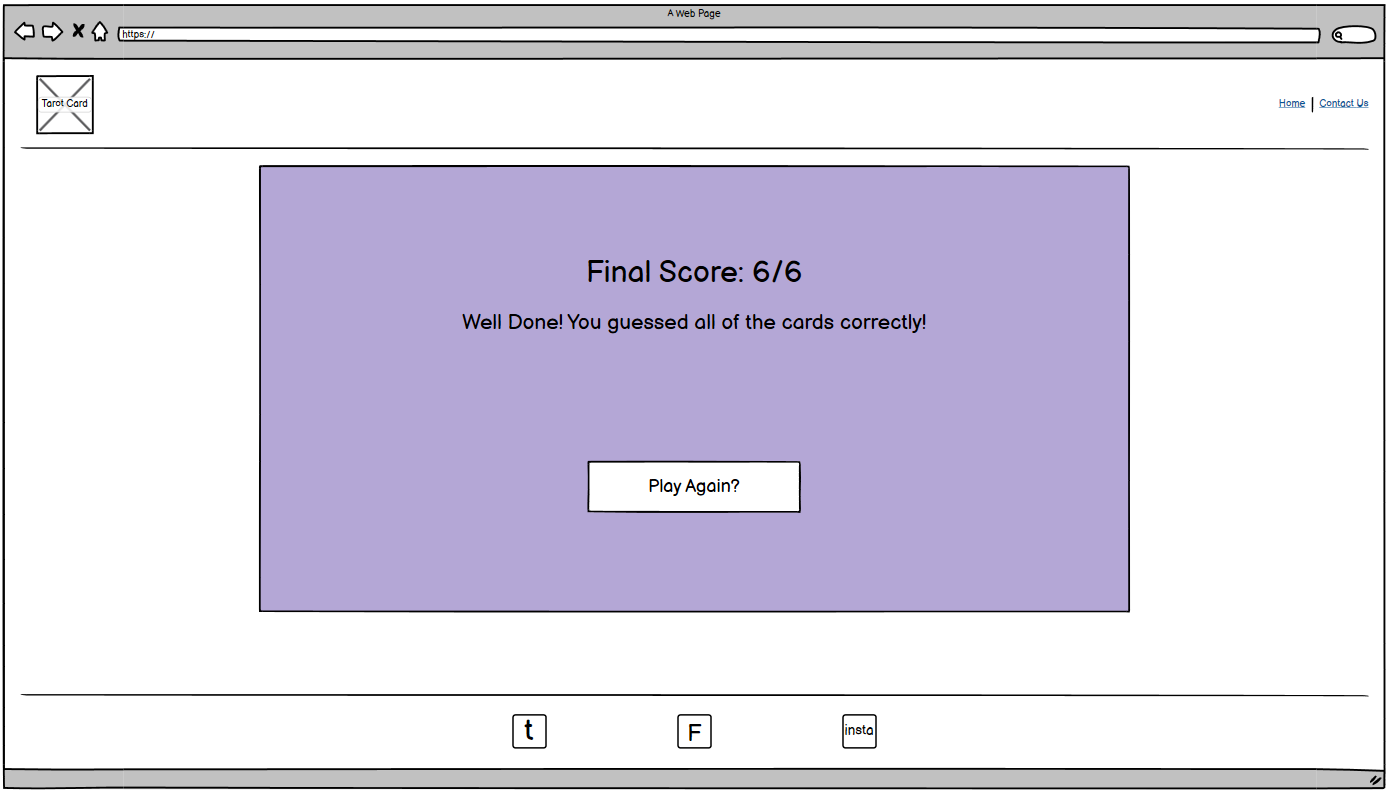 A Web Page
https://
Tarot Card
Home | Contact Us
Final Score: 6/6
Well Done! You guessed all of the cards correctly!
Play Again?
t F insta